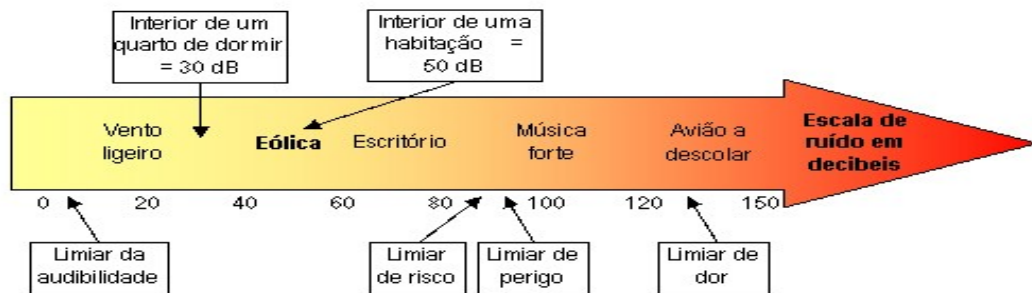 Interior de um
quarto de dormir
= 30 dB
Interior de uma
habitação =
50 dB
Vento
ligeiro
Eólica
Escritório
Música
forte
Avião a
descolar
Escala de
ruído em
decibeis
0 20 40 60 80 100 120 150
Limiar da
audibilidade
Limiar
de risco
Limiar de
perigo
Limiar de
dor